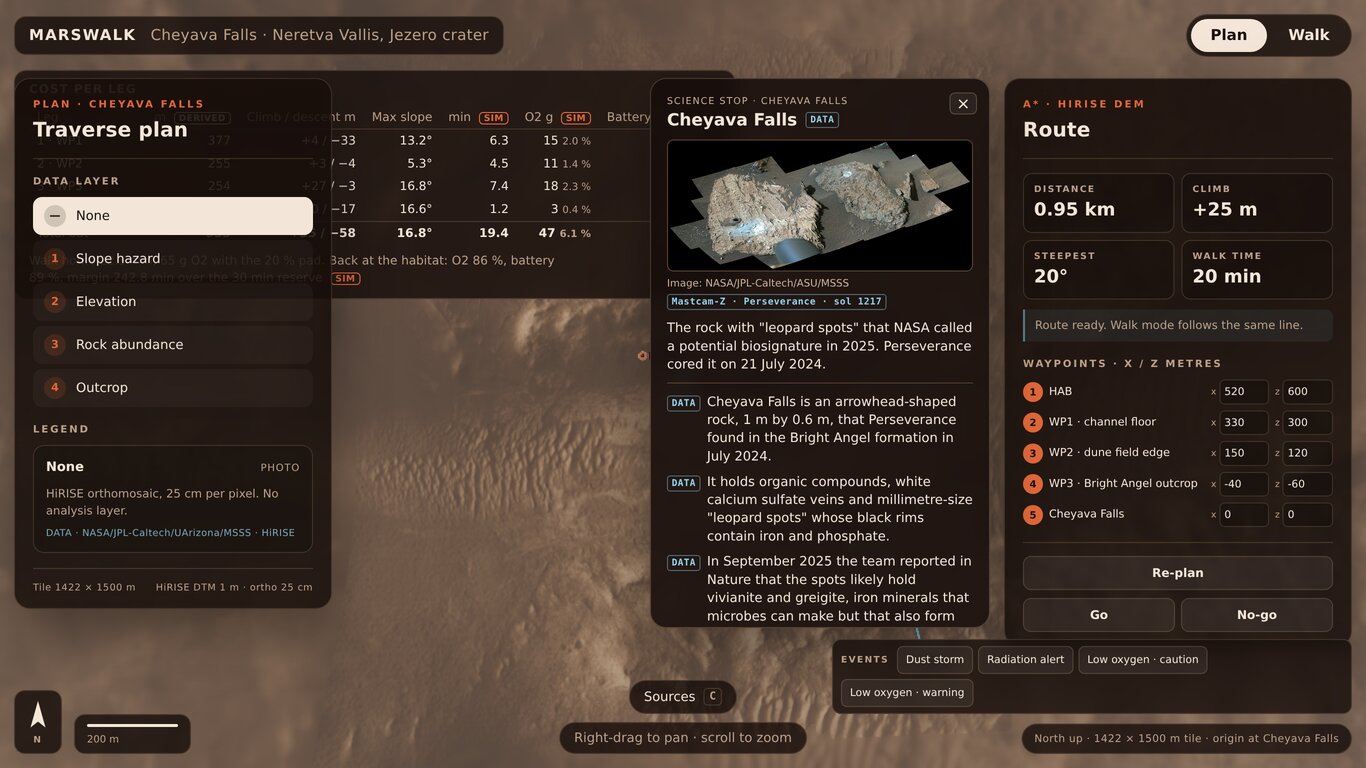 MARSWALK Cheyava Falls · Neretva Vallis, Jezero crater
Plan Walk
COST PER LEG
m DERIVED Climb / descent m Max slope min SIM O2 g SIM Battery
1 · WP1 377 +4 / −33 13.2° 6.3 15 2.0 %
2 · WP2 255 +3 / −4 5.3° 4.5 11 1.4 %
254 +27 / −3 16.8° 7.4 18 2.3 %
/ −17 16.6° 1.2 3 0.4 %
−58 16.8° 19.4 47 6.1 %
g O2 with the 20 % pad. Back at the habitat: O2 86 %, battery
89 %, margin 242.8 min over the 30 min reserve SIM
PLAN · CHEYAVA FALLS
Traverse plan
DATA LAYER
None
1 Slope hazard
2 Elevation
3 Rock abundance
4 Outcrop
LEGEND
None PHOTO
HiRISE orthomosaic, 25 cm per pixel. No
analysis layer.
DATA · NASA/JPL-Caltech/UArizona/MSSS · HiRISE
Tile 1422 × 1500 m HiRISE DTM 1 m · ortho 25 cm
4
SCIENCE STOP · CHEYAVA FALLS
Cheyava Falls DATA
Image: NASA/JPL-Caltech/ASU/MSSS
Mastcam-Z · Perseverance · sol 1217
The rock with "leopard spots" that NASA called
a potential biosignature in 2025. Perseverance
cored it on 21 July 2024.
DATA Cheyava Falls is an arrowhead-shaped
rock, 1 m by 0.6 m, that Perseverance
found in the Bright Angel formation in
July 2024.
DATA It holds organic compounds, white
calcium sulfate veins and millimetre-size
"leopard spots" whose black rims
contain iron and phosphate.
DATA In September 2025 the team reported in
Nature that the spots likely hold
vivianite and greigite, iron minerals that
microbes can make but that also form
A* · HIRISE DEM
Route
DISTANCE
0.95 km
CLIMB
+25 m
STEEPEST
20°
WALK TIME
20 min
Route ready. Walk mode follows the same line.
WAYPOINTS · X / Z METRES
1 HAB x 520 z 600
2 WP1 · channel floor x 330 z 300
3 WP2 · dune field edge x 150 z 120
4 WP3 · Bright Angel outcrop x -40 z -60
5 Cheyava Falls x 0 z 0
Re-plan
Go No-go
EVENTS Dust storm Radiation alert Low oxygen · caution
Low oxygen · warning
N
200 m
Sources C
Right-drag to pan · scroll to zoom
North up · 1422 × 1500 m tile · origin at Cheyava Falls